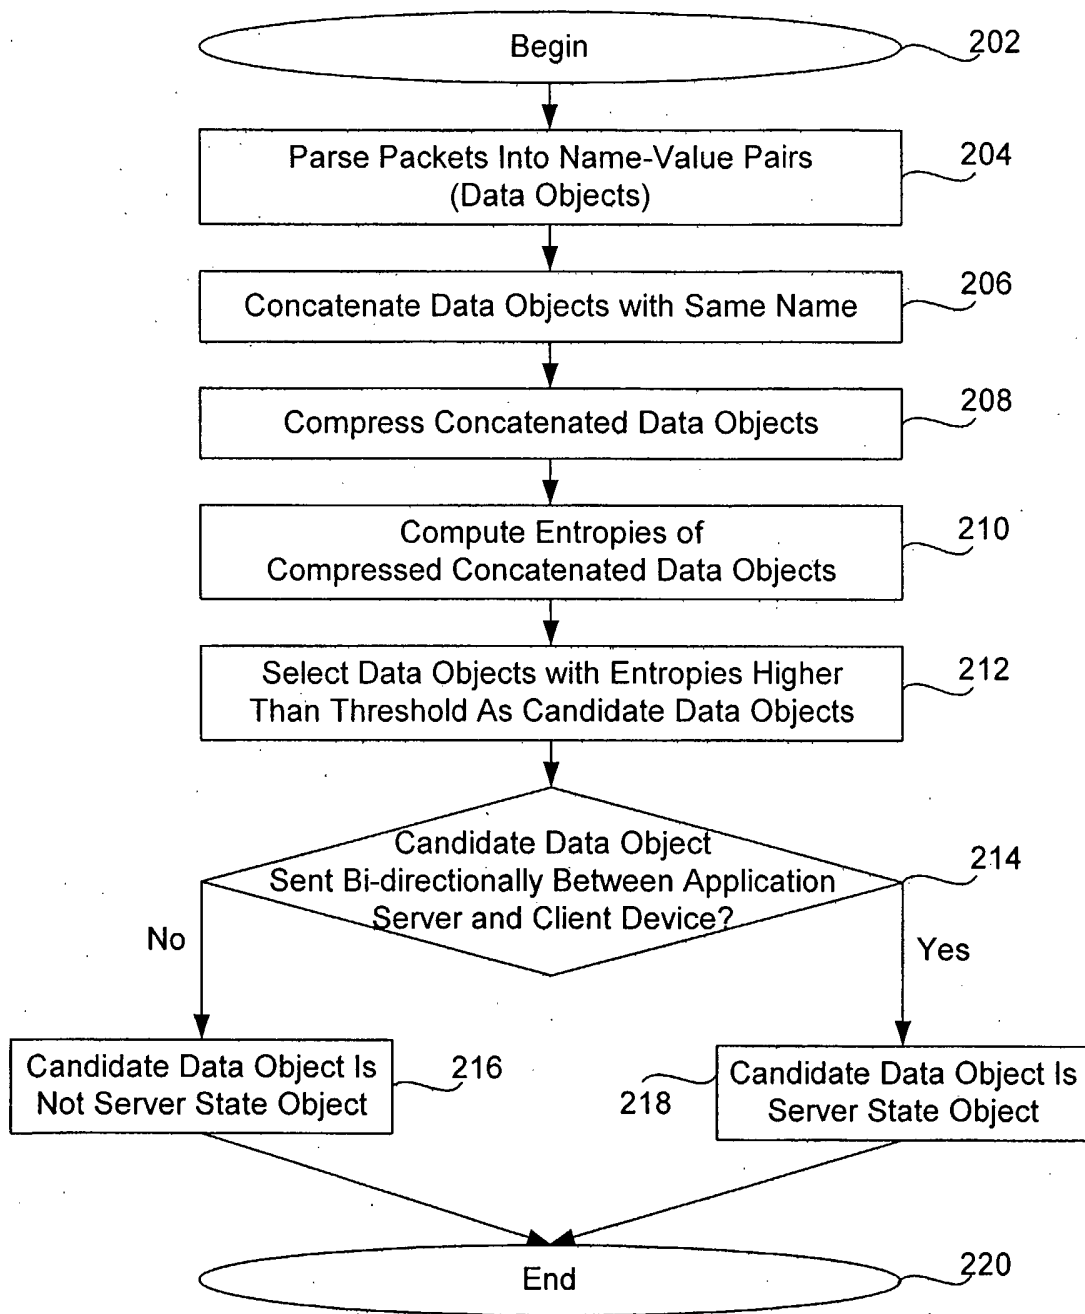 Begin
202
Parse Packets Into Name-Value Pairs
(Data Objects)
204
Concatenate Data Objects with Same Name
206
Compress Concatenated Data Objects
208
Compute Entropies of
Compressed Concatenated Data Objects
210
Select Data Objects with Entropies Higher
Than Threshold As Candidate Data Objects
212
Candidate Data Object
Sent Bi-directionally Between Application
Server and Client Device?
214
No
Yes
Candidate Data Object Is
Not Server State Object
216
218
Candidate Data Object Is
Server State Object
End
220